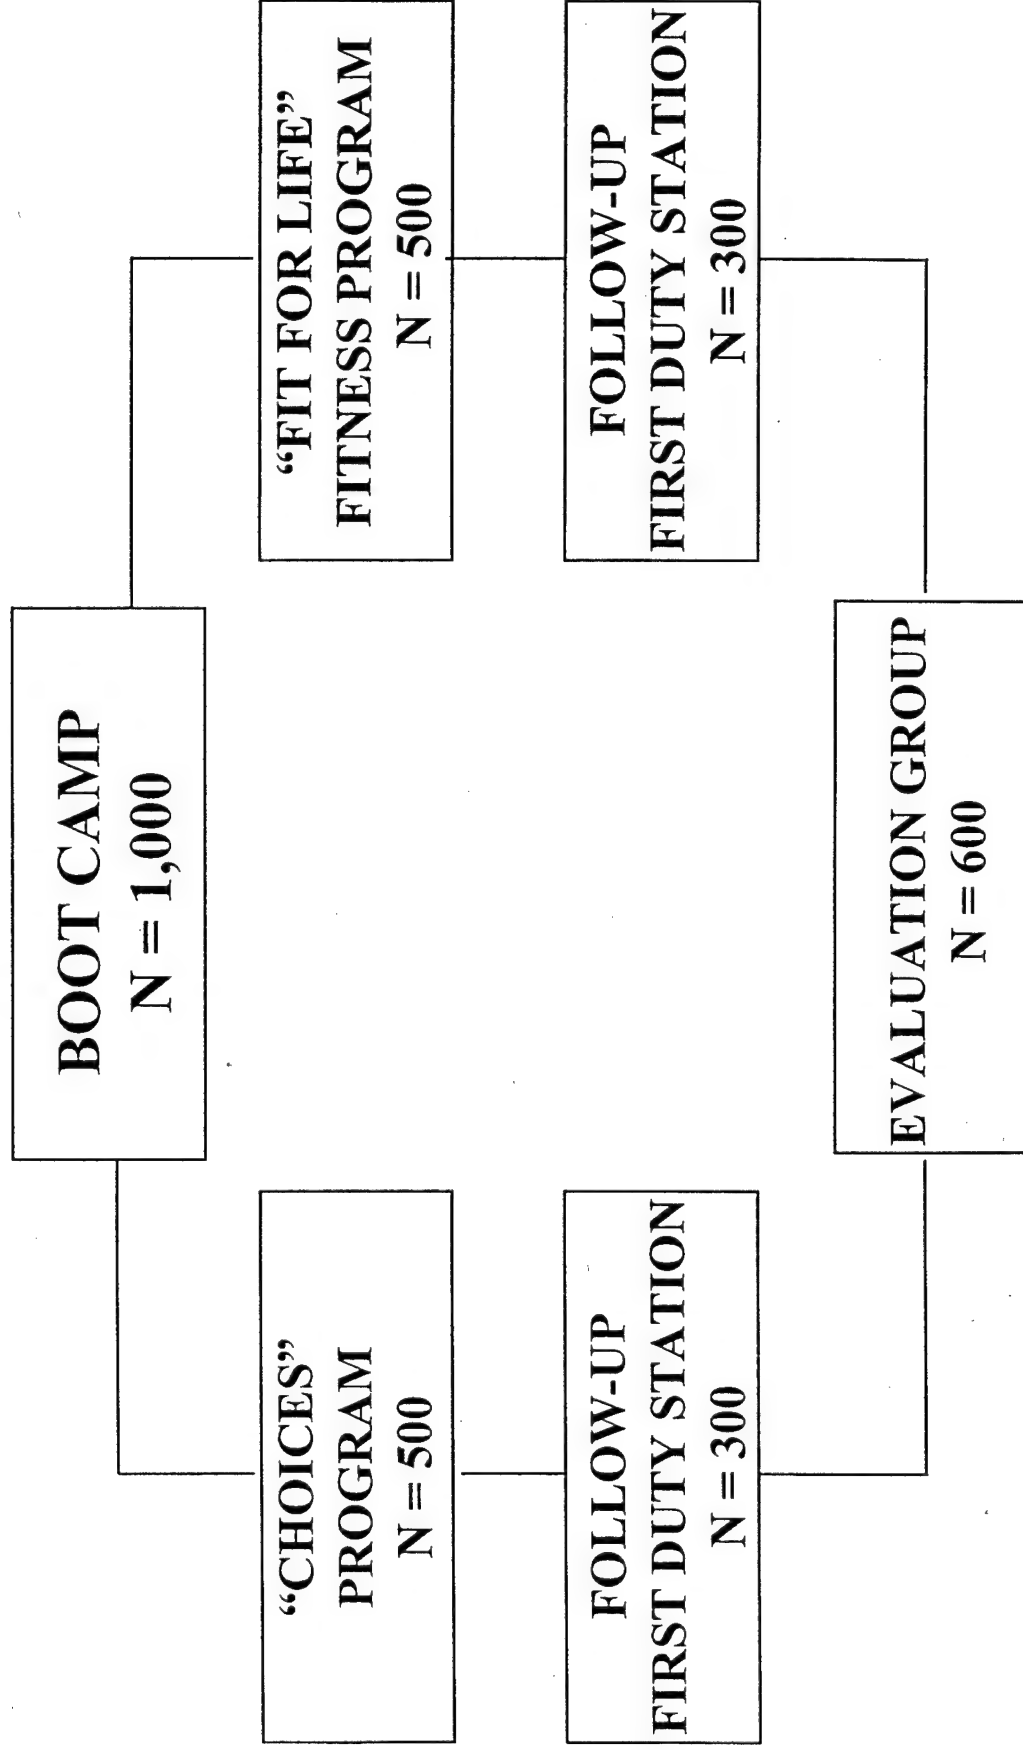 BOOT CAMP
N = 1,000
“CHOICES”
PROGRAM
N = 500
“FIT FOR LIFE”
FITNESS PROGRAM
N = 500
FOLLOW-UP
FIRST DUTY STATION
N = 300
FOLLOW-UP
FIRST DUTY STATION
N = 300
EVALUATION GROUP
N = 600